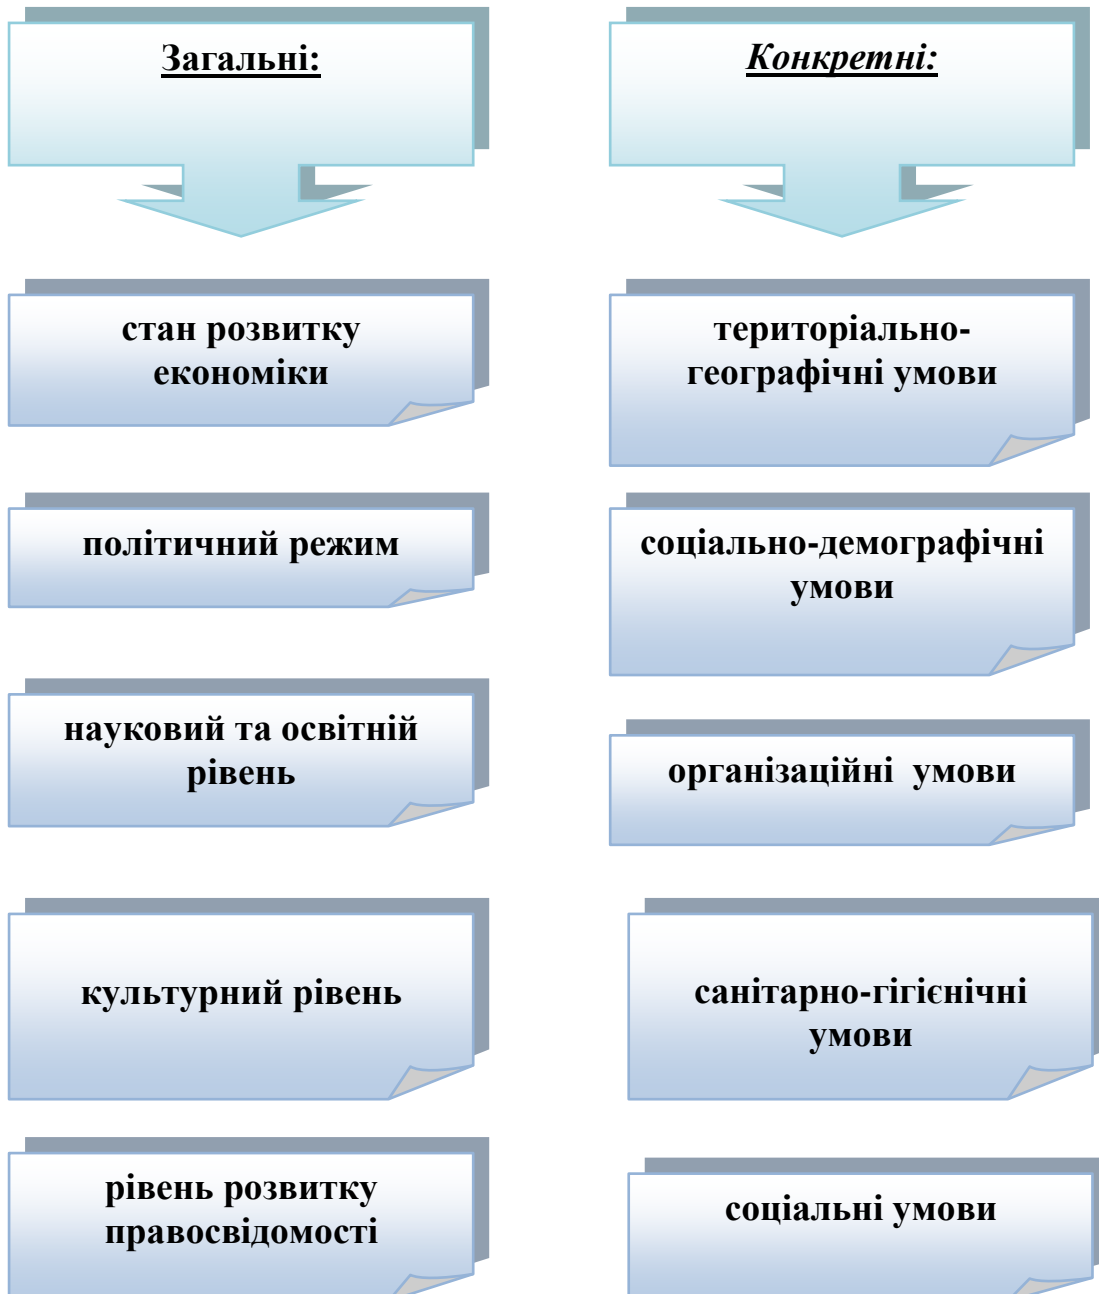 Загальні:
стан розвитку
економіки
політичний режим
науковий та освітній
рівень
культурний рівень
рівень розвитку
правосвідомості
Конкретні:
територіально-
географічні умови
соціально-демографічні
умови
організаційні  умови
санітарно-гігієнічні
умови
соціальні умови